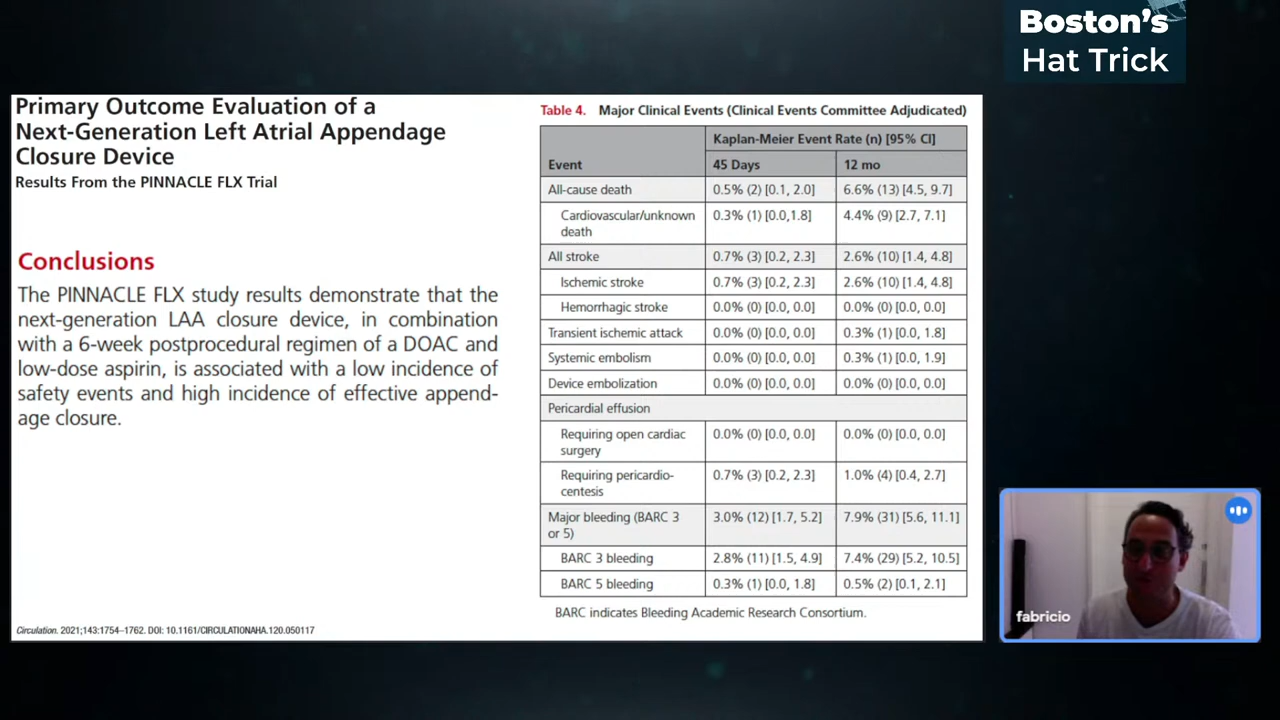 Boston's
Hat Trick
Primary Outcome Evaluation of a
Next-Generation Left Atrial Appendage
Closure Device
Results From the PINNACLE FLX Trial
Conclusions
The PINNACLE FLX study results demonstrate that the
next-generation LAA closure device, in combination
with a 6-week postprocedural regimen of a DOAC and
low-dose aspirin, is associated with a low incidence of
safety events and high incidence of effective append-
age closure.
Circulation. 2021;143:1754–1762. DOI: 10.1161/CIRCULATIONAHA.120.050117
Table 4. Major Clinical Events (Clinical Events Committee Adjudicated)
Kaplan-Meier Event Rate (n) [95% CI]
Event 45 Days 12 mo
All-cause death 0.5% (2) [0.1, 2.0] 6.6% (13) [4.5, 9.7]
Cardiovascular/unknown 0.3% (1) [0.0,1.8] 4.4% (9) [2.7, 7.1]
death
All stroke 0.7% (3) [0.2, 2.3] 2.6% (10) [1.4, 4.8]
Ischemic stroke 0.7% (3) [0.2, 2.3] 2.6% (10) [1.4, 4.8]
Hemorrhagic stroke 0.0% (0) [0.0, 0.0] 0.0% (0) [0.0, 0.0]
Transient ischemic attack 0.0% (0) [0.0, 0.0] 0.3% (1) [0.0, 1.8]
Systemic embolism 0.0% (0) [0.0, 0.0] 0.3% (1) [0.0, 1.9]
Device embolization 0.0% (0) [0.0, 0.0] 0.0% (0) [0.0, 0.0]
Pericardial effusion
Requiring open cardiac 0.0% (0) [0.0, 0.0] 0.0% (0) [0.0, 0.0]
surgery
Requiring pericardio- 0.7% (3) [0.2, 2.3] 1.0% (4) [0.4, 2.7]
centesis
Major bleeding (BARC 3 3.0% (12) [1.7, 5.2] 7.9% (31) [5.6, 11.1]
or 5)
BARC 3 bleeding 2.8% (11) [1.5, 4.9] 7.4% (29) [5.2, 10.5]
BARC 5 bleeding 0.3% (1) [0.0, 1.8] 0.5% (2) [0.1, 2.1]
BARC indicates Bleeding Academic Research Consortium.
fabricio